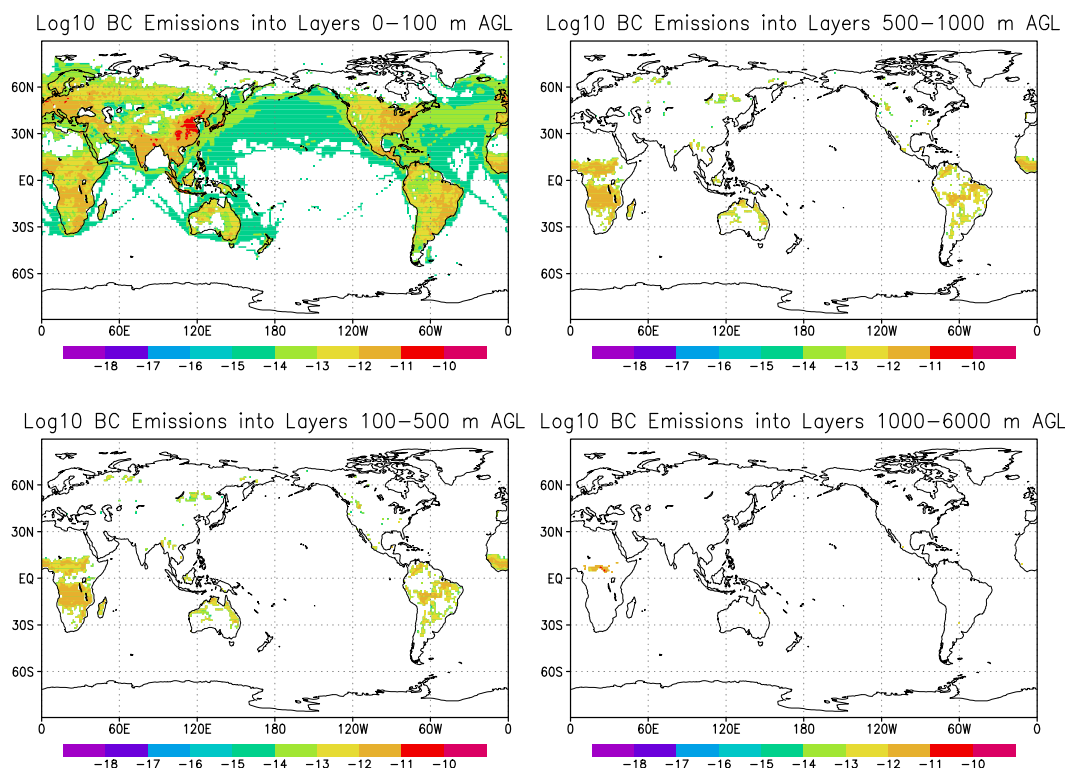 Log10 BC Emissions into Layers 0−100 m AGL
60N
30N
EQ
30S
60S
0 60E 120E 180 120W 60W 0
−18 −17 −16 −15 −14 −13 −12 −11 −10
Log10 BC Emissions into Layers 500−1000 m AGL
60N
30N
EQ
30S
60S
0 60E 120E 180 120W 60W 0
−18 −17 −16 −15 −14 −13 −12 −11 −10
Log10 BC Emissions into Layers 100−500 m AGL
60N
30N
EQ
30S
60S
0 60E 120E 180 120W 60W 0
−18 −17 −16 −15 −14 −13 −12 −11 −10
Log10 BC Emissions into Layers 1000−6000 m AGL
60N
30N
EQ
30S
60S
0 60E 120E 180 120W 60W 0
−18 −17 −16 −15 −14 −13 −12 −11 −10